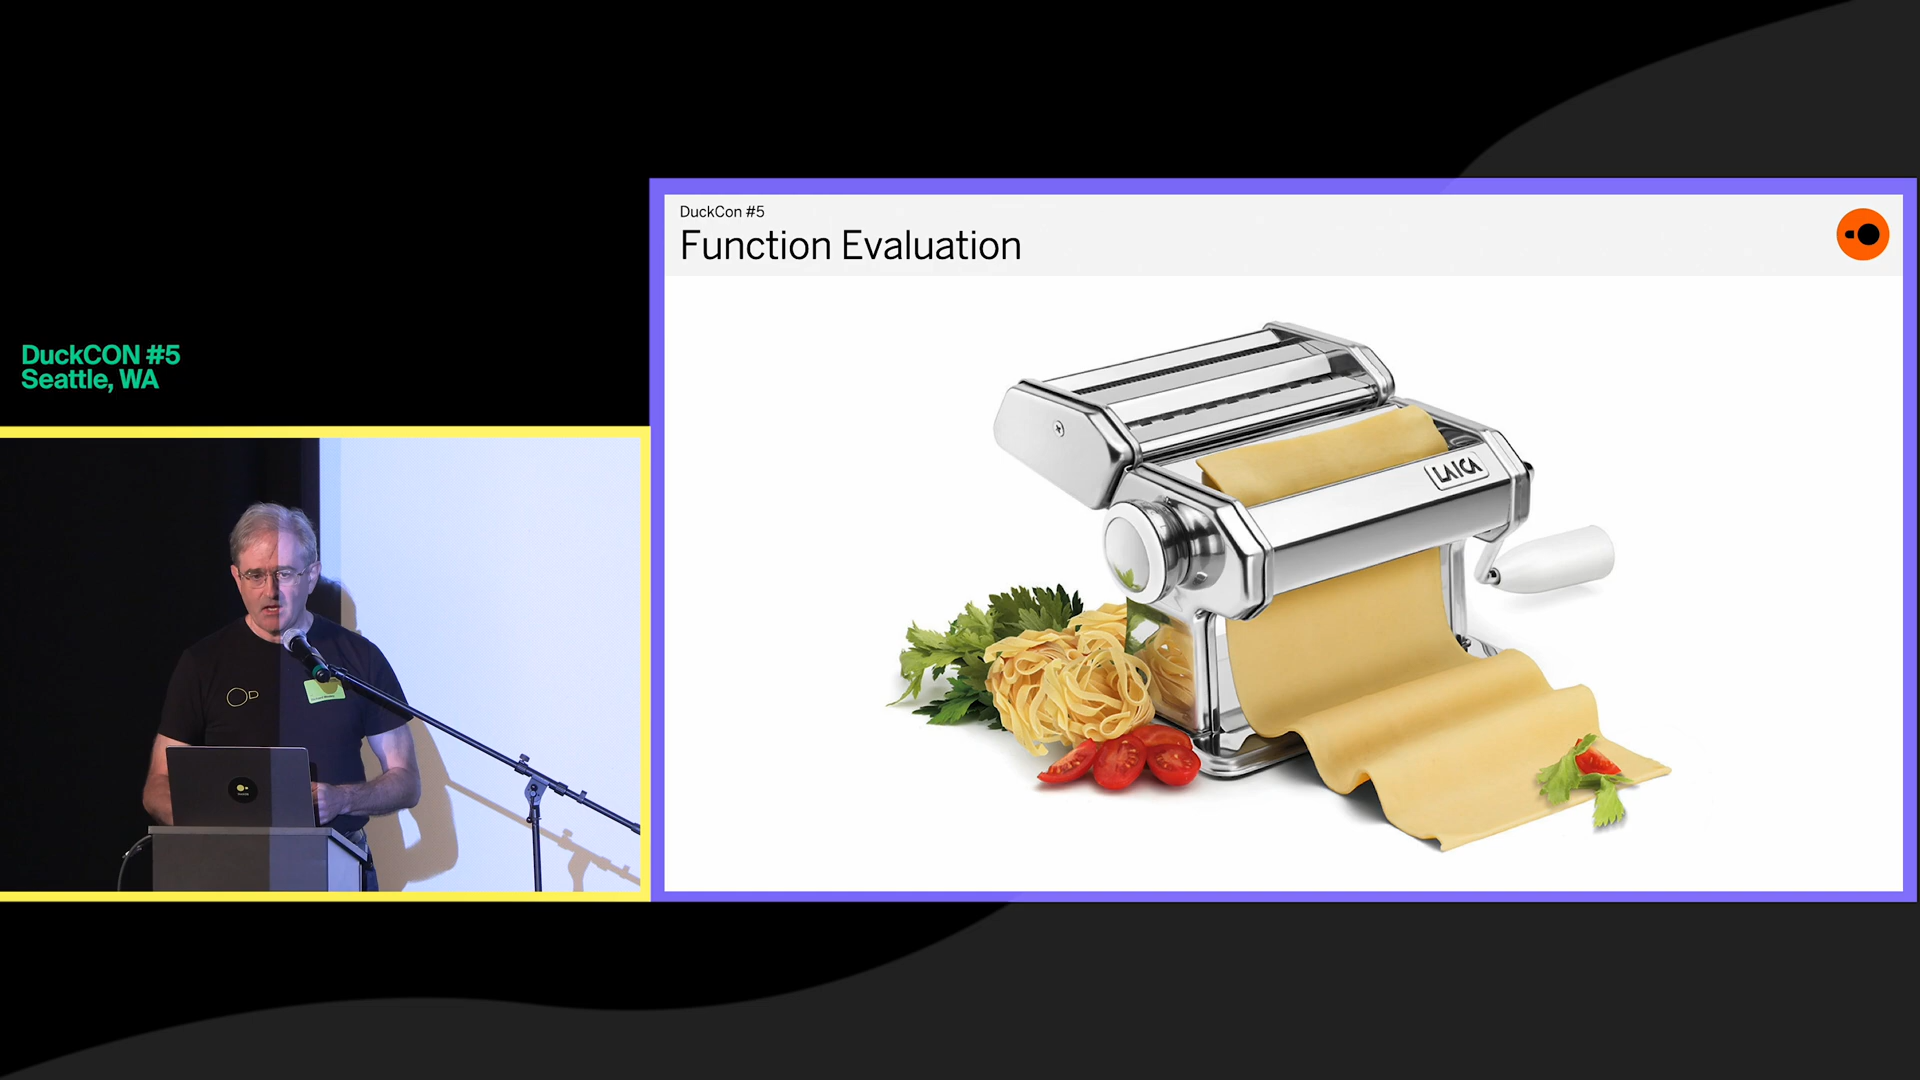 DuckCON #5
Seattle, WA
DuckCon #5
Function Evaluation
LAICA